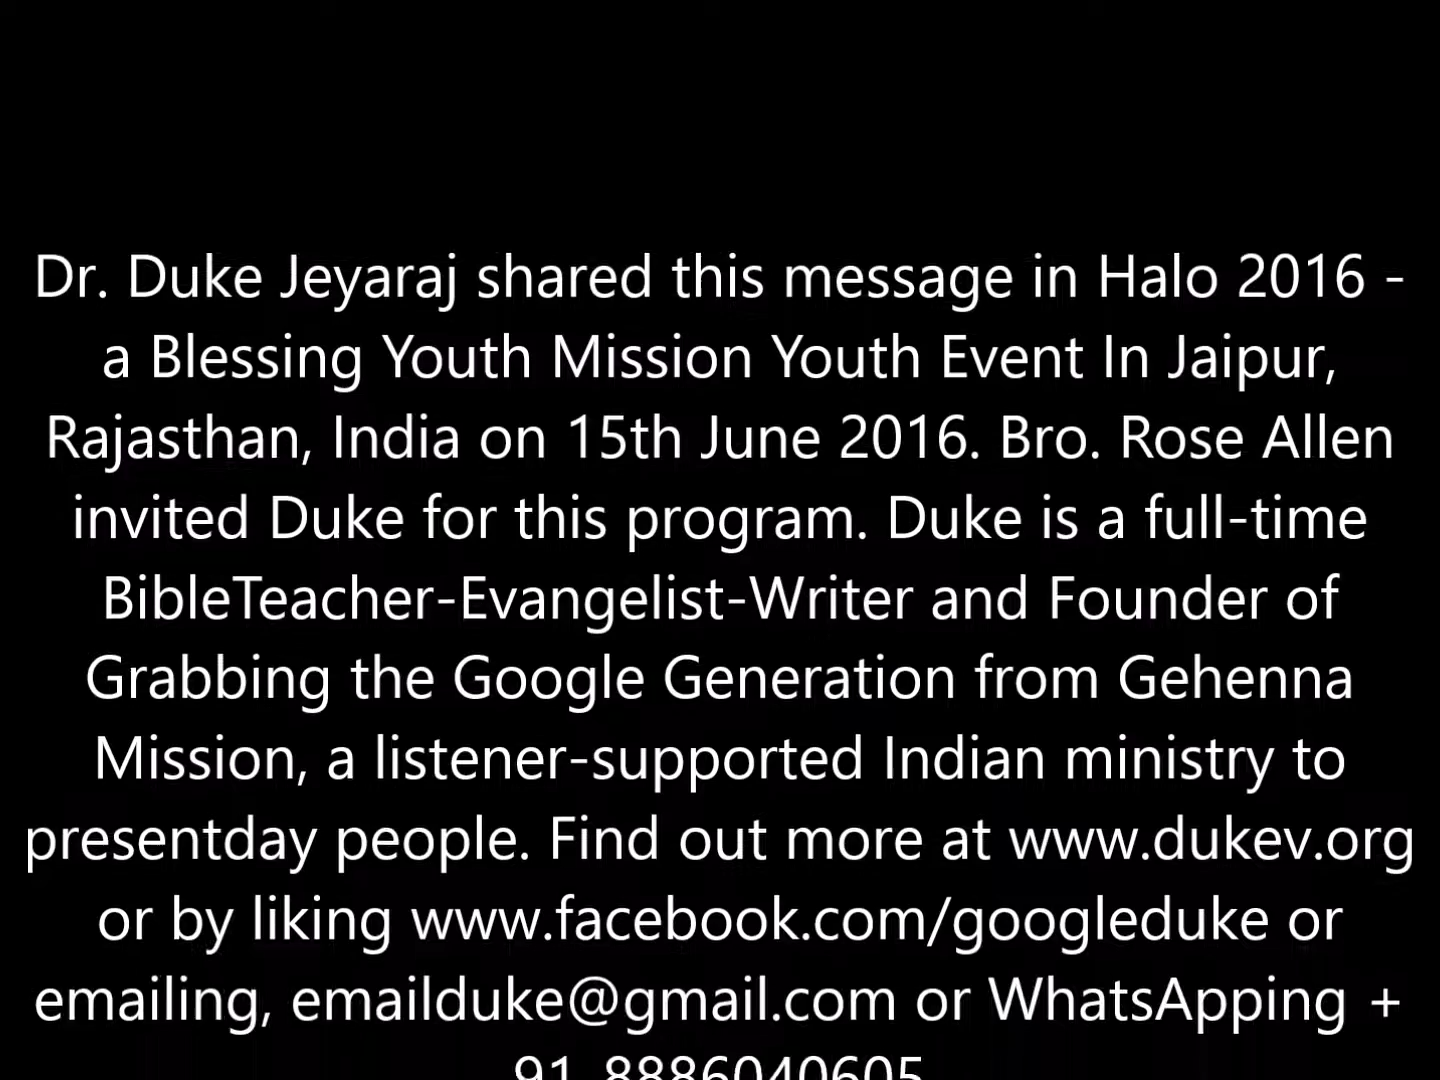 Dr. Duke Jeyaraj shared this message in Halo 2016 -
a Blessing Youth Mission Youth Event In Jaipur,
Rajasthan, India on 15th June 2016. Bro. Rose Allen
invited Duke for this program. Duke is a full-time
BibleTeacher-Evangelist-Writer and Founder of
Grabbing the Google Generation from Gehenna
Mission, a listener-supported Indian ministry to
presentday people. Find out more at www.dukev.org
or by liking www.facebook.com/googleduke or
emailing, emailduke@gmail.com or WhatsApping +
91-8886040605